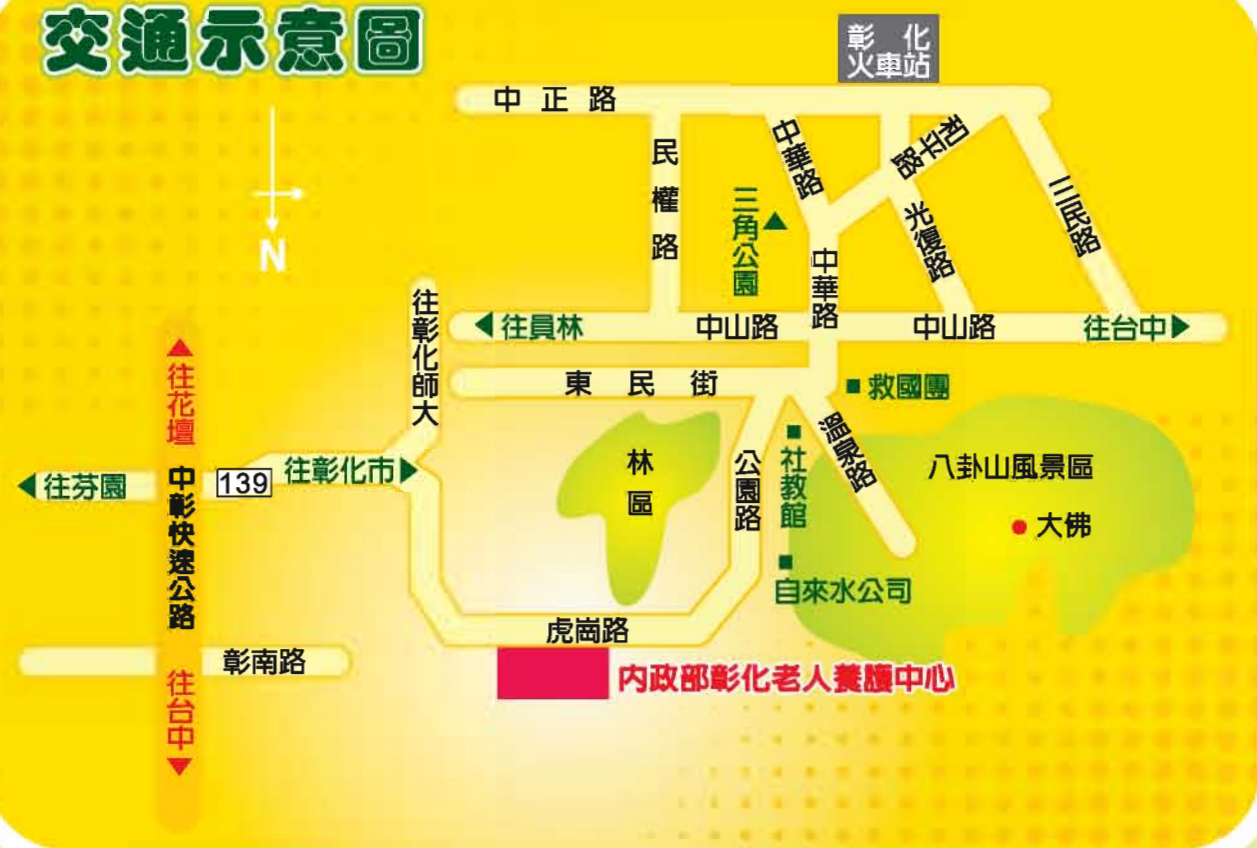 交通示意圖
彰化
火車站
中正路
民權路
中華路
和平路
三民路
三角公園
光復路
中華路
N
往彰化師大
往員林
中山路
中山路
往台中
東民街
救國團
往花壇
林區
公園路
社教館
溫泉路
八卦山風景區
大佛
往芬園
中彰快速公路
139
往彰化市
自來水公司
虎崗路
彰南路
往台中
內政部彰化老人養護中心